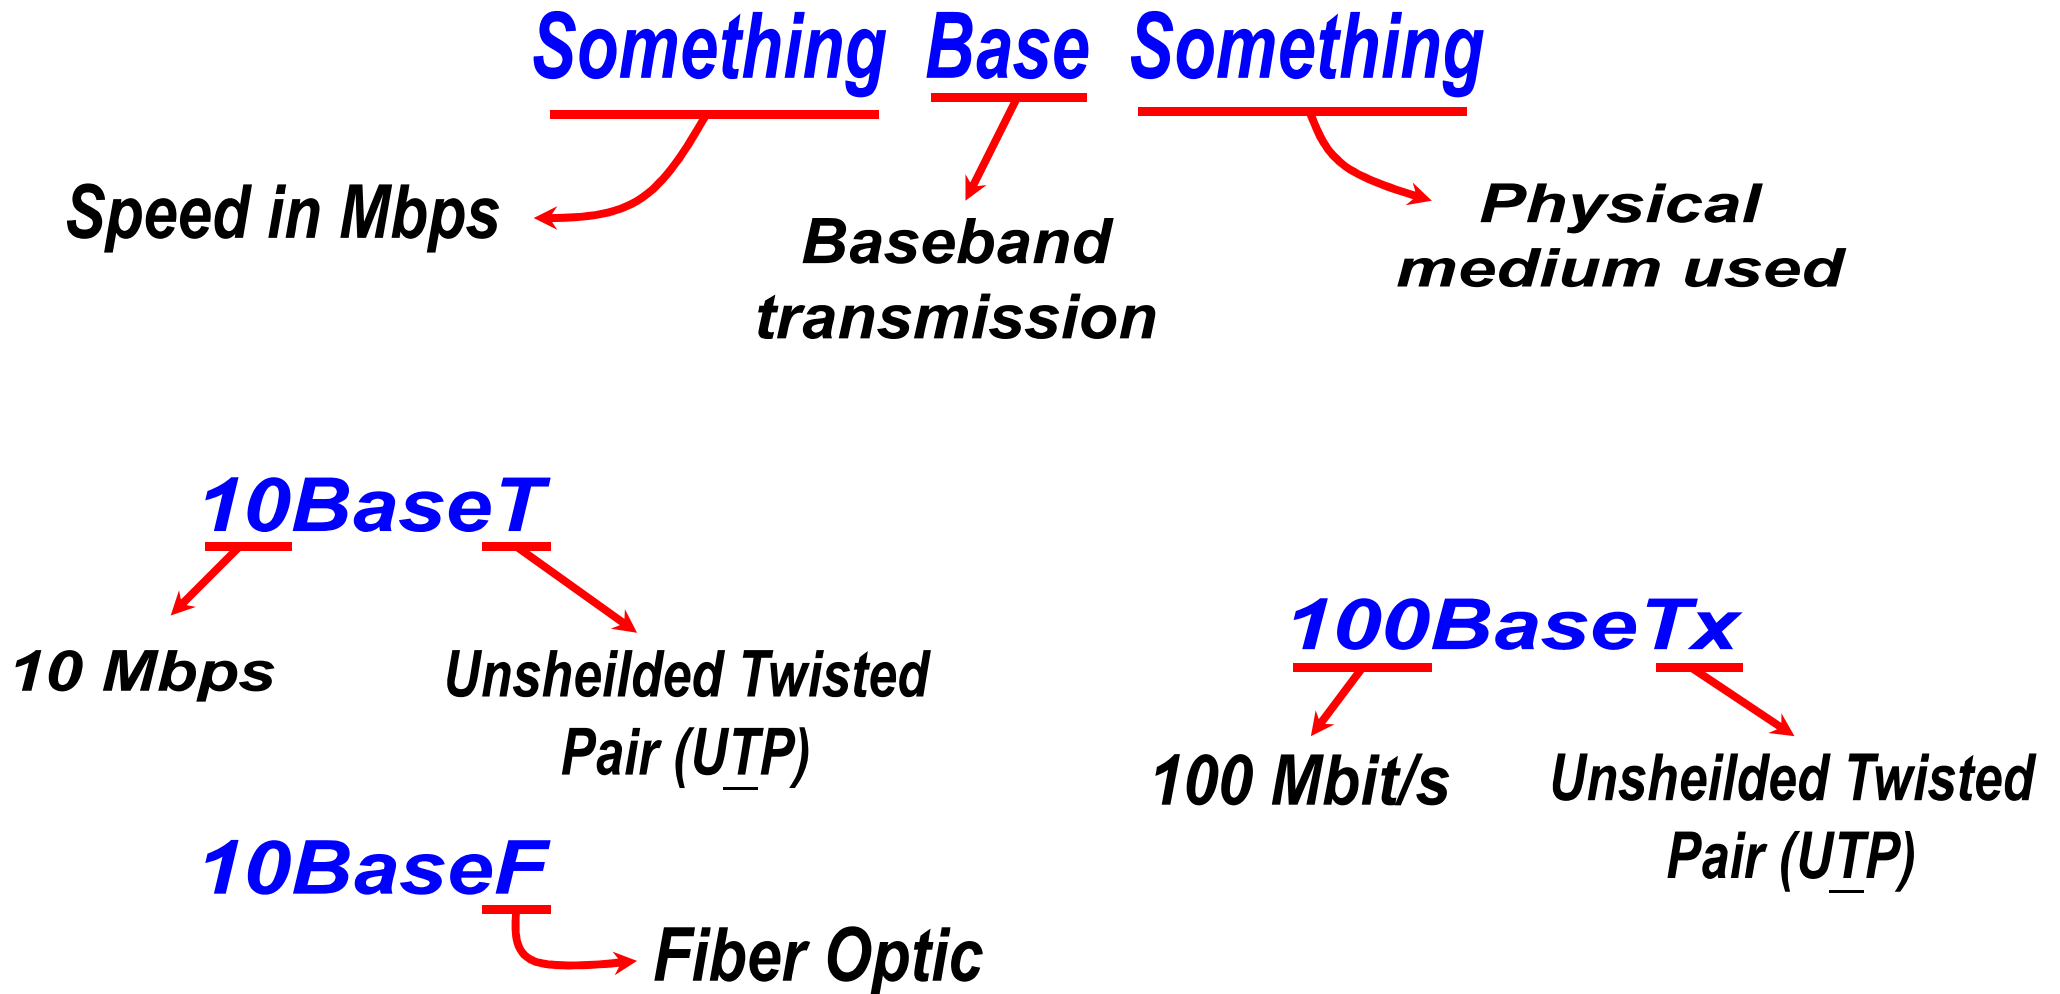 Something Base Something
Speed in Mbps
Baseband
transmission
Physical
medium used
10BaseT
10 Mbps
Unsheilded Twisted
Pair (UTP)
10BaseF
Fiber Optic
100BaseTx
100 Mbit/s
Unsheilded Twisted
Pair (UTP)